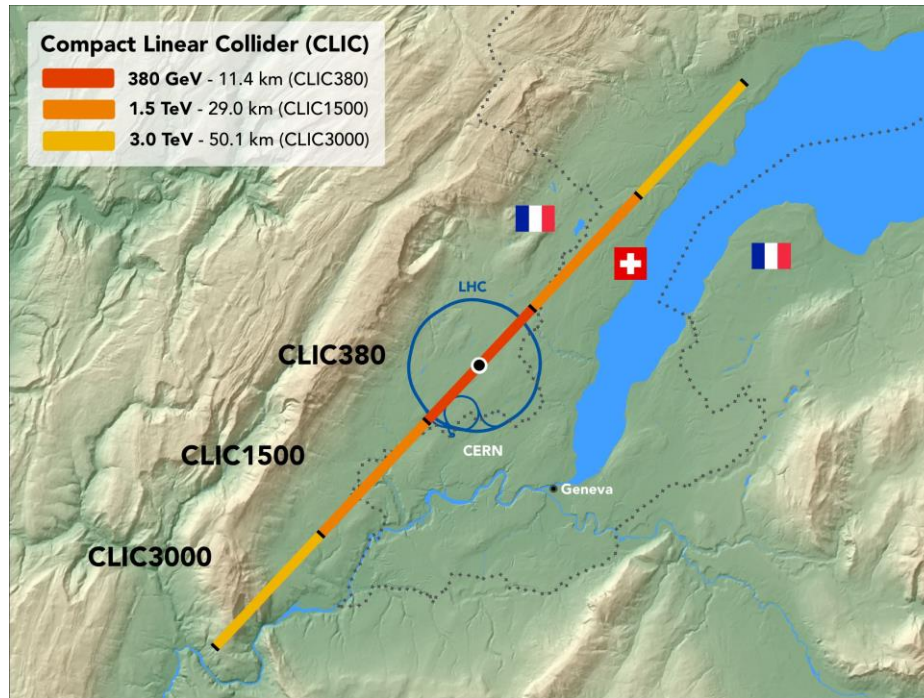 Compact Linear Collider (CLIC)
380 GeV - 11.4 km (CLIC380)
1.5 TeV - 29.0 km (CLIC1500)
3.0 TeV - 50.1 km (CLIC3000)
LHC
CLIC380
CERN
CLIC1500
Geneva
CLIC3000